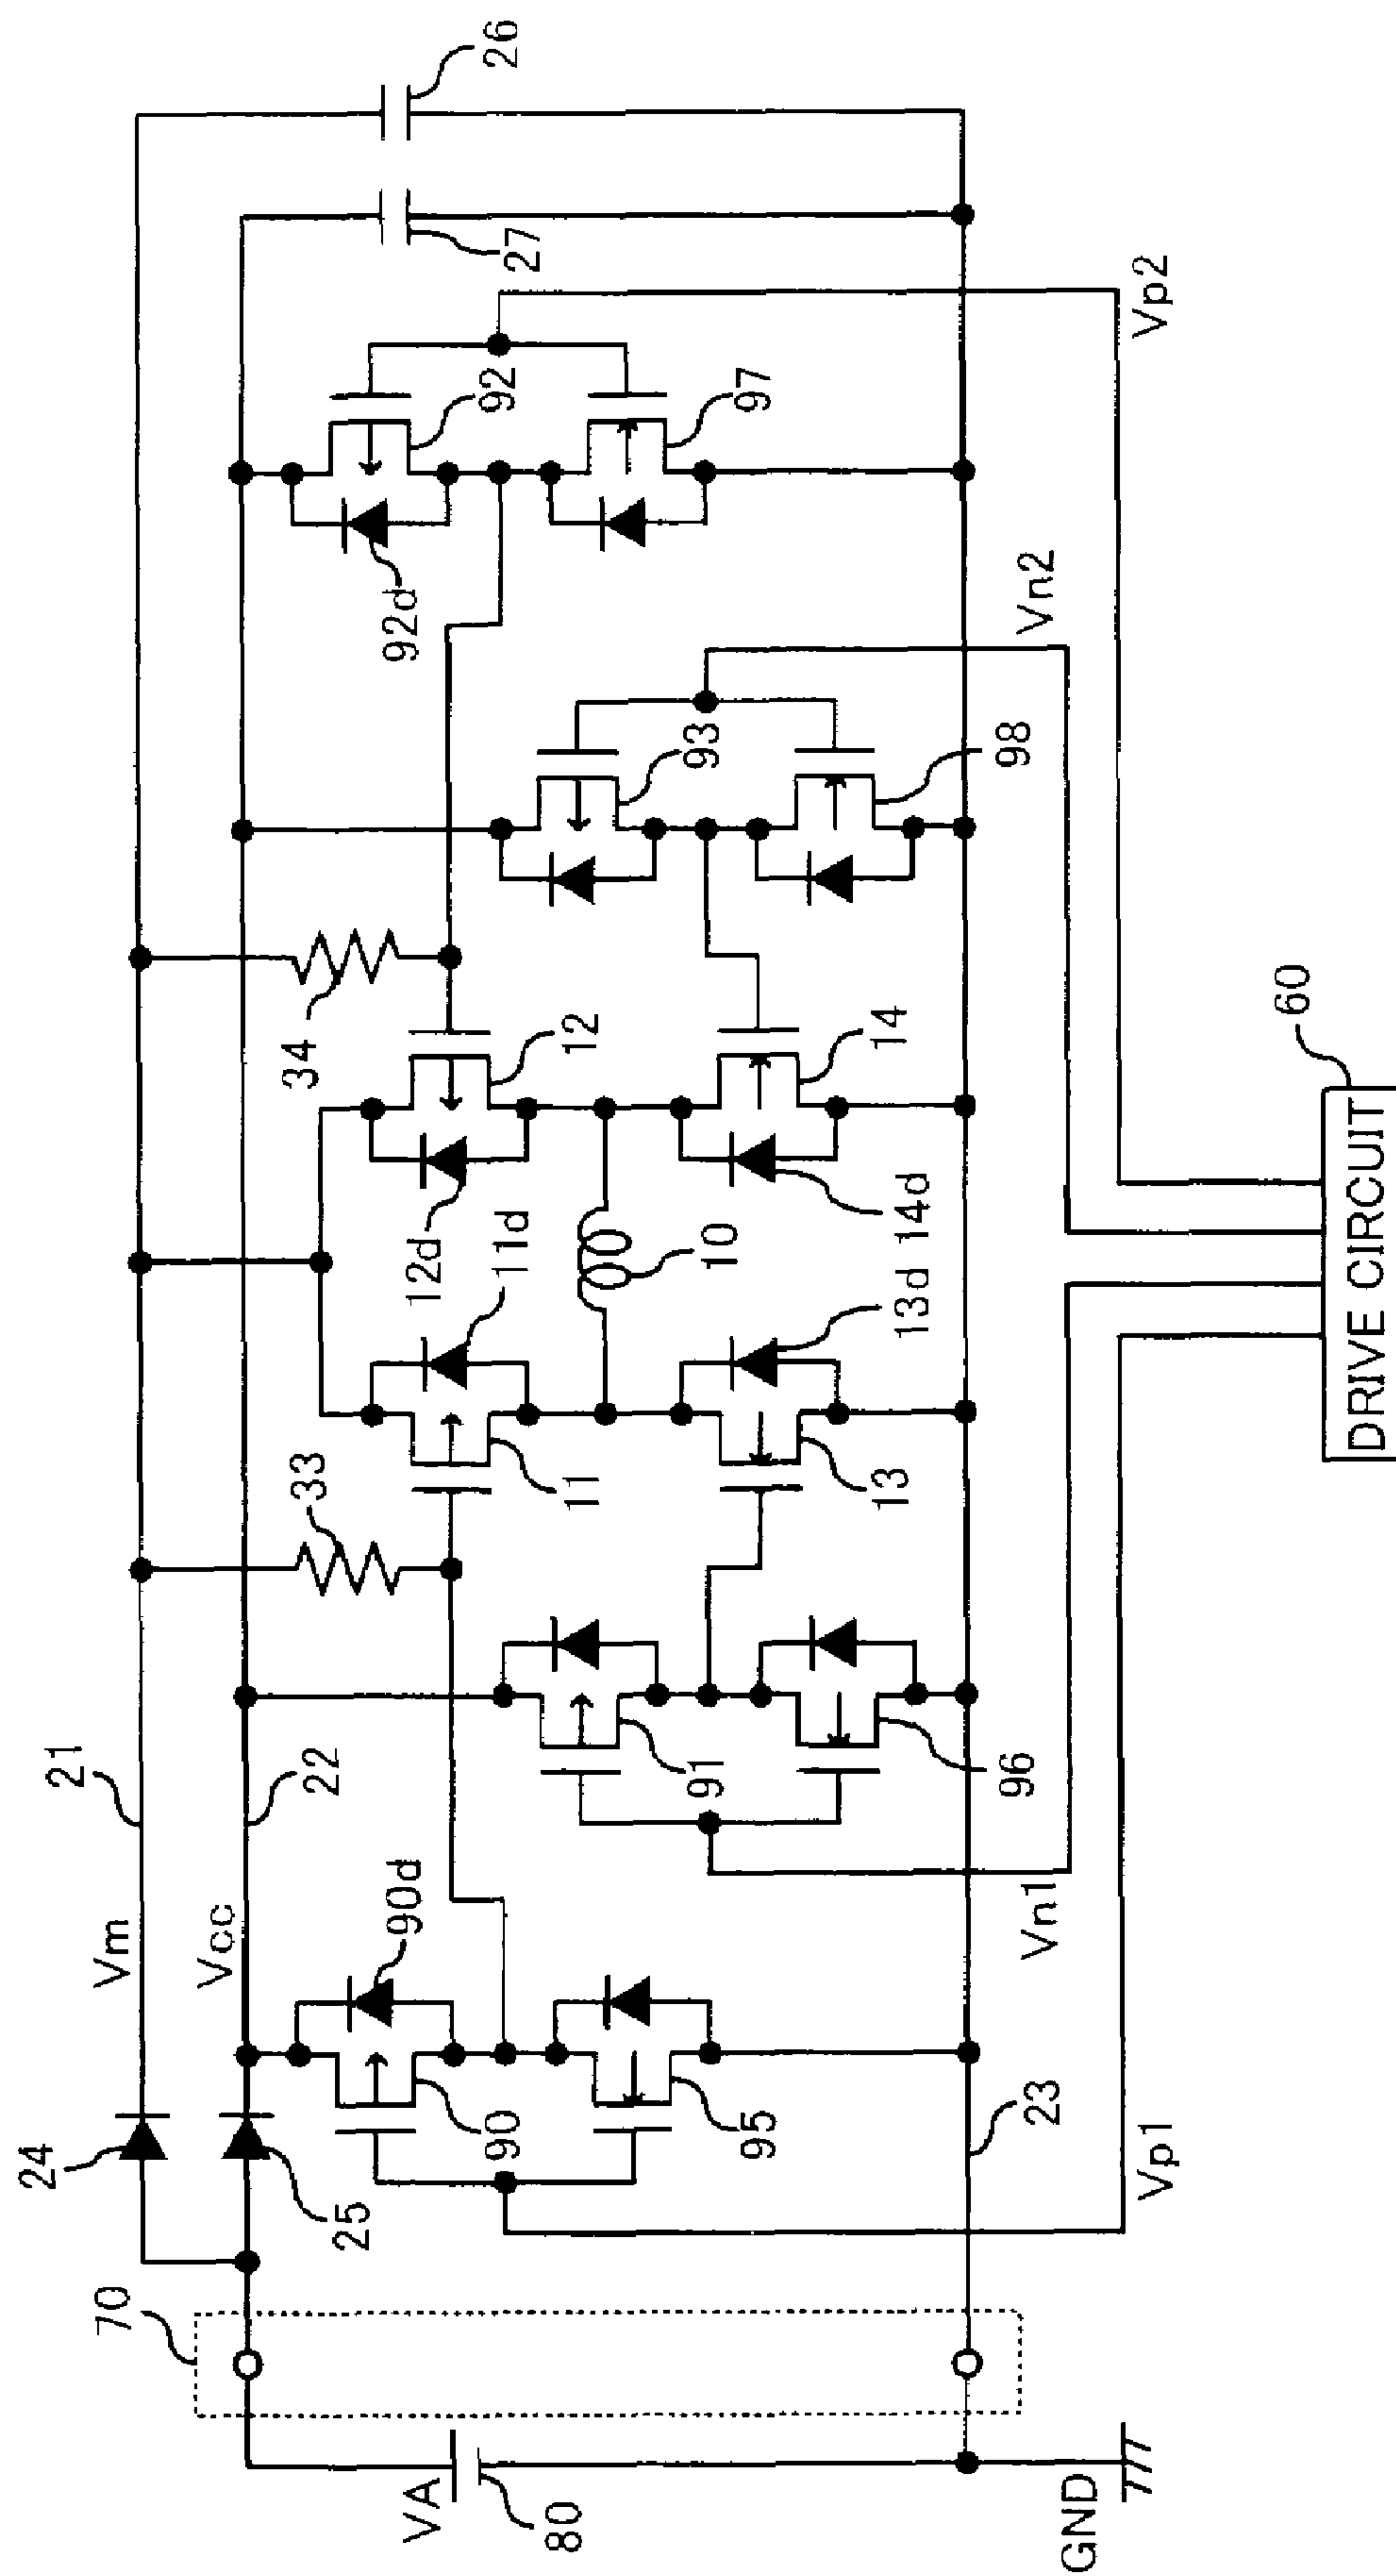 21
Vm
24
70
Vcc
22
33
34
26
27
90d
25
90
95
91
96
11
11d
12d
12
92d
92
97
93
98
13
13d
10
14d
14
VA
80
GND
23
Vp1
Vn1
Vn2
Vp2
60
DRIVE CIRCUIT